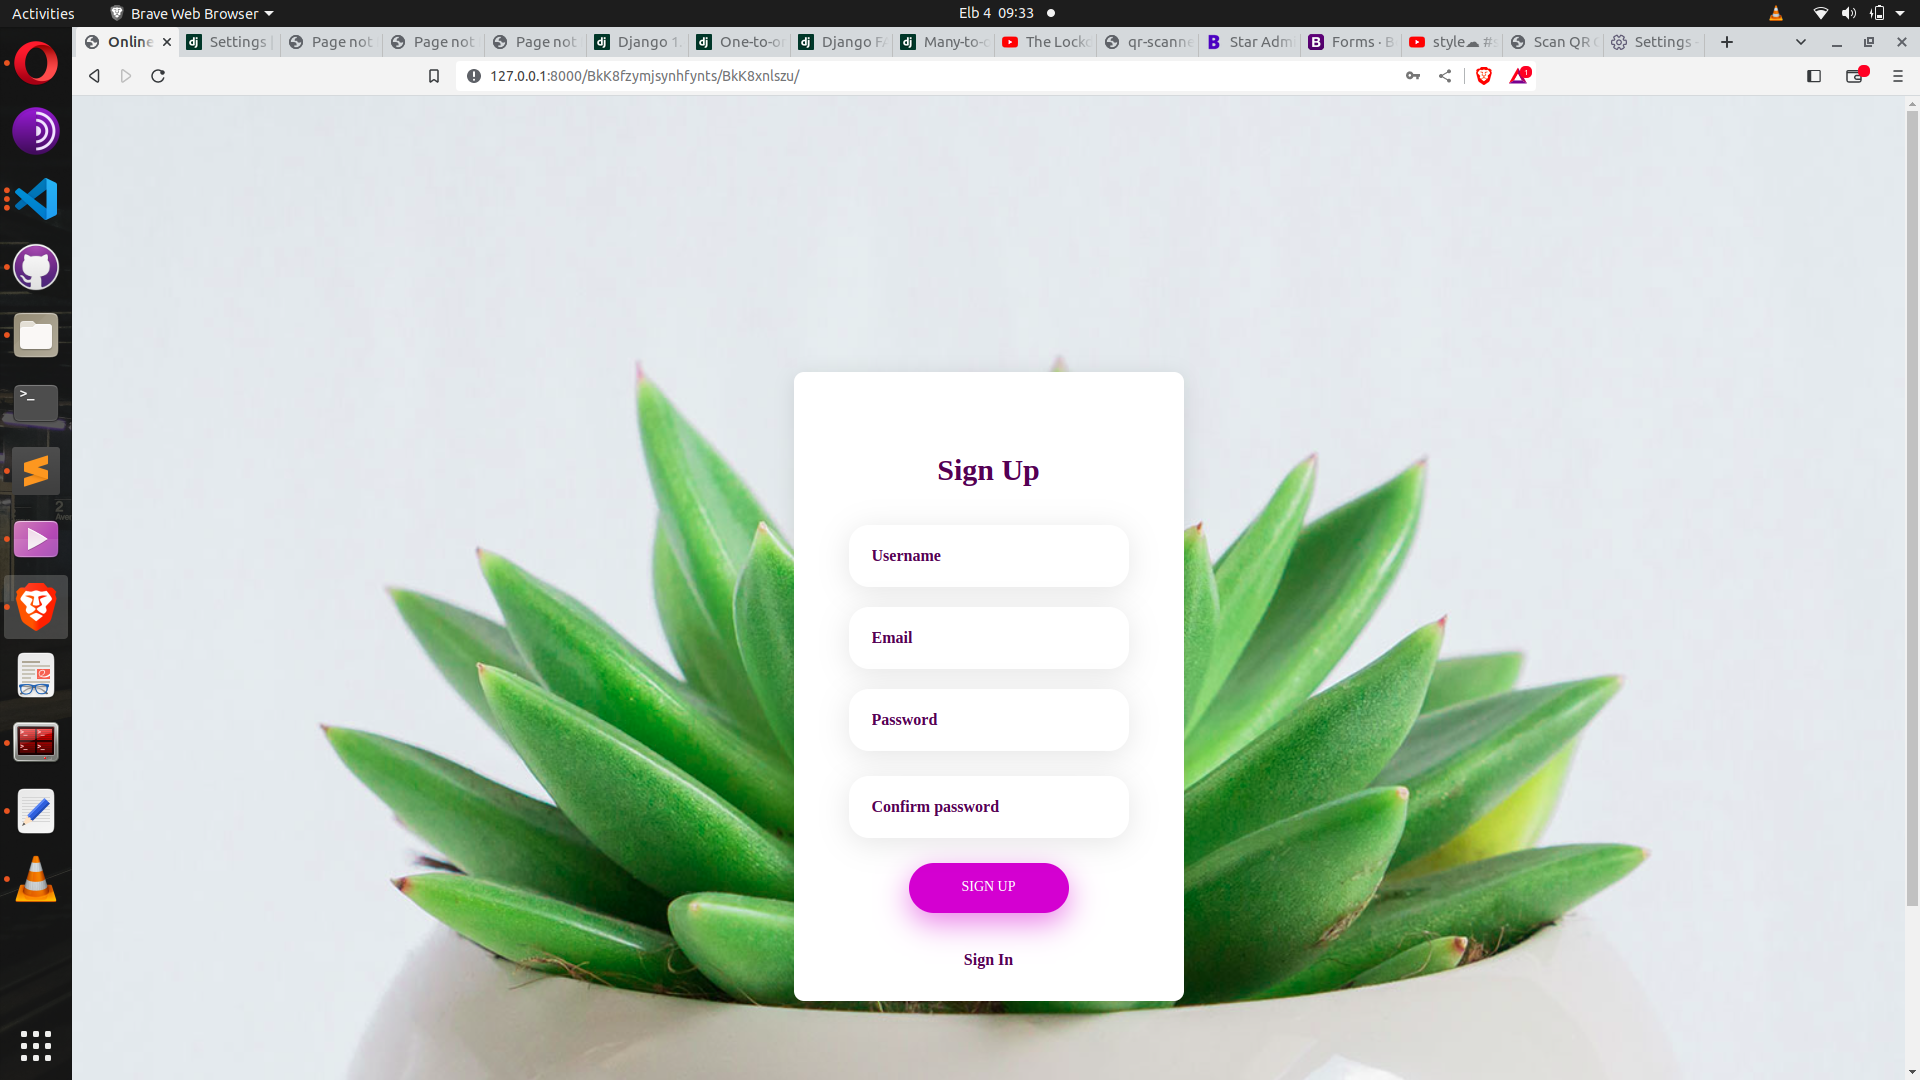 Activities
Brave Web Browser
Elb 4 09:33
Online
Settings
Page not
Page not
Page not
Django 1.
One-to-o
Django F
Many-to-
The Lock
qr-scanne
Star Adm
Forms · B
style☁ #
Scan QR
Settings -
127.0.0.1:8000/BkK8fzymjsynhfynts/BkK8xnlszu/
1
Sign Up
Username
Email
Password
Confirm password
SIGN UP
Sign In